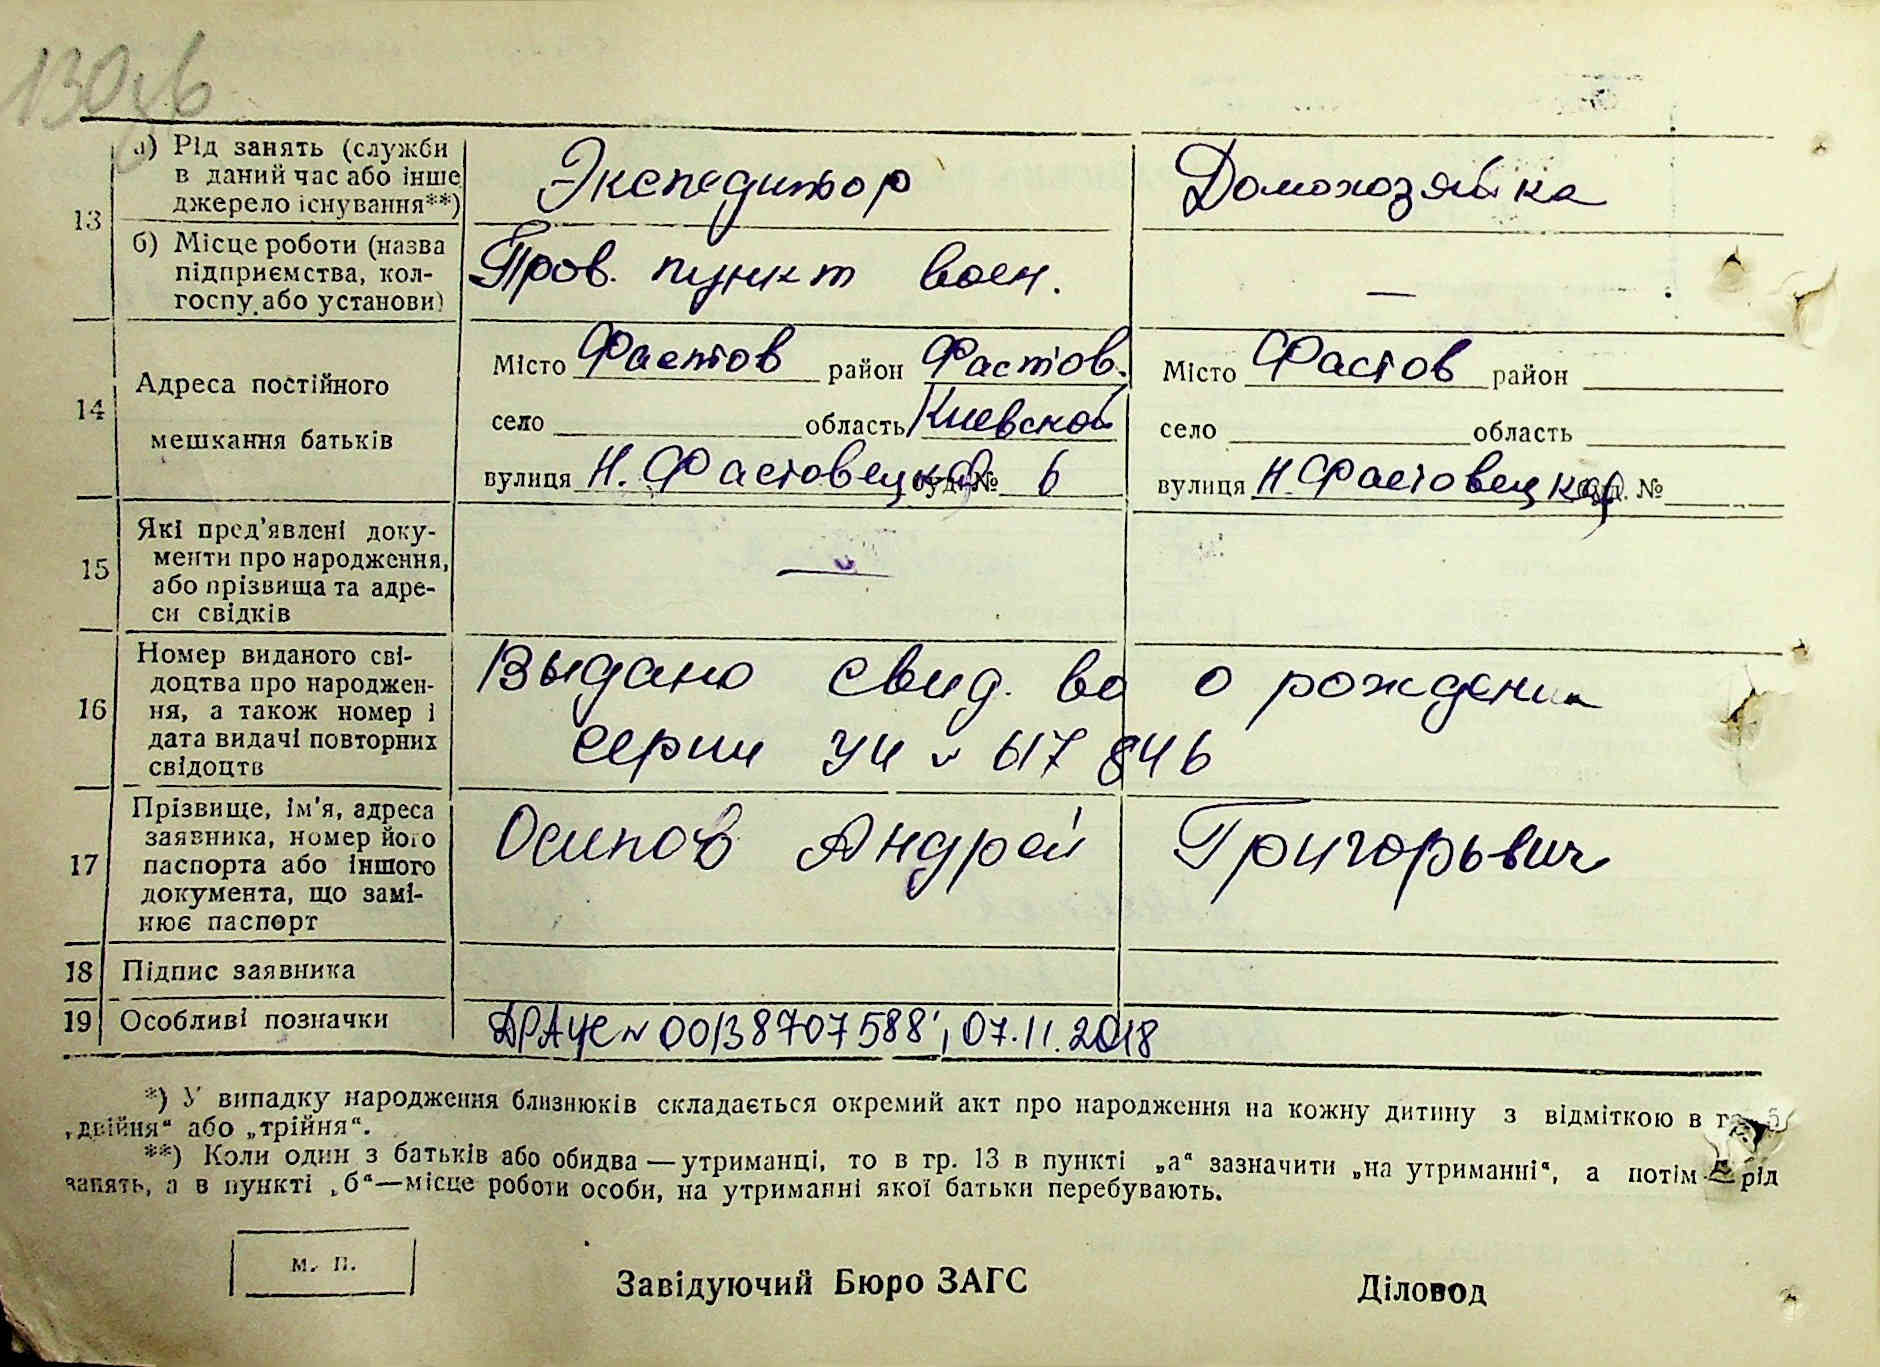 130 об
13
а) Рід занять (служби
в даний час або інше
джерело існування**)
Экспедитор
Домохозяйка
б) Місце роботи (назва
підприємства, кол-
госпу або установи)
Пров. пункт воен.
—
14
Адреса постійного
мешкання батьків
Місто Фастов район Фастов.
село область Киевской
вулиця Н. Фастовецкая буд. № 6
Місто Фастов район
село область
вулиця Н. Фастовецкая буд. №
15
Які пред’явлені доку-
менти про народження,
або прізвища та адре-
си свідків
—
16
Номер виданого сві-
доцтва про народжен-
ня, а також номер і
дата видачі повторних
свідоцтв
Выдано свид. во о рождении
серии УИ № 617846
17
Прізвище, ім’я, адреса
заявника, номер його
паспорта або іншого
документа, що замі-
нює паспорт
Осипов Андрей Григорьвич
18 Підпис заявника
19 Особливі позначки
ДРАЦС № 00138707588; 07.11.2018
*) У випадку народження близнюків складається окремий акт про народження на кожну дитину з відміткою в гр. 5
„двійня“ або „трійня“.
**) Коли один з батьків або обидва — утриманці, то в гр. 13 в пункті „а“ зазначити „на утриманні“, а потім рід
занять, а в пункті „б“—місце роботи особи, на утриманні якої батьки перебувають.
м. п.
Завідуючий Бюро ЗАГС
Діловод